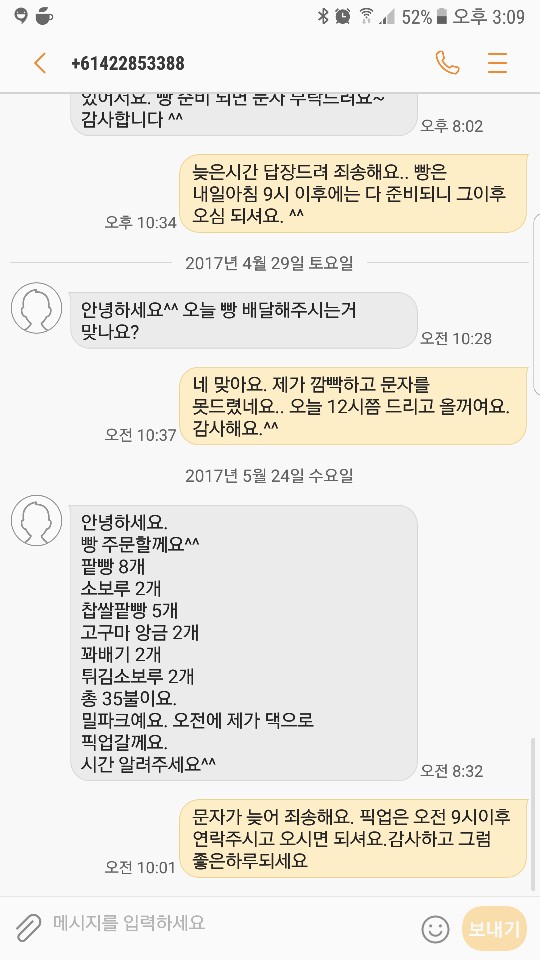 52% 오후 3:09
+61422853388
있어서요. 빵 준비 되면 문자 부탁드려요~
감사합니다 ^^
오후 8:02
늦은시간 답장드려 죄송해요.. 빵은
내일아침 9시 이후에는 다 준비되니 그이후
오심 되셔요. ^^
오후 10:34
2017년 4월 29일 토요일
안녕하세요^^ 오늘 빵 배달해주시는거
맞나요?
오전 10:28
네 맞아요. 제가 깜빡하고 문자를
못드렸네요.. 오늘 12시쯤 드리고 올꺼여요.
감사해요.^^
오전 10:37
2017년 5월 24일 수요일
안녕하세요.
빵 주문할께요^^
팥빵 8개
소보루 2개
찹쌀팥빵 5개
고구마 앙금 2개
꽈배기 2개
튀김소보루 2개
총 35불이요.
밀파크예요. 오전에 제가 댁으로
픽업갈께요.
시간 알려주세요^^
오전 8:32
문자가 늦어 죄송해요. 픽업은 오전 9시이후
연락주시고 오시면 되셔요.감사하고 그럼
좋은하루되세요
오전 10:01
메시지를 입력하세요
보내기